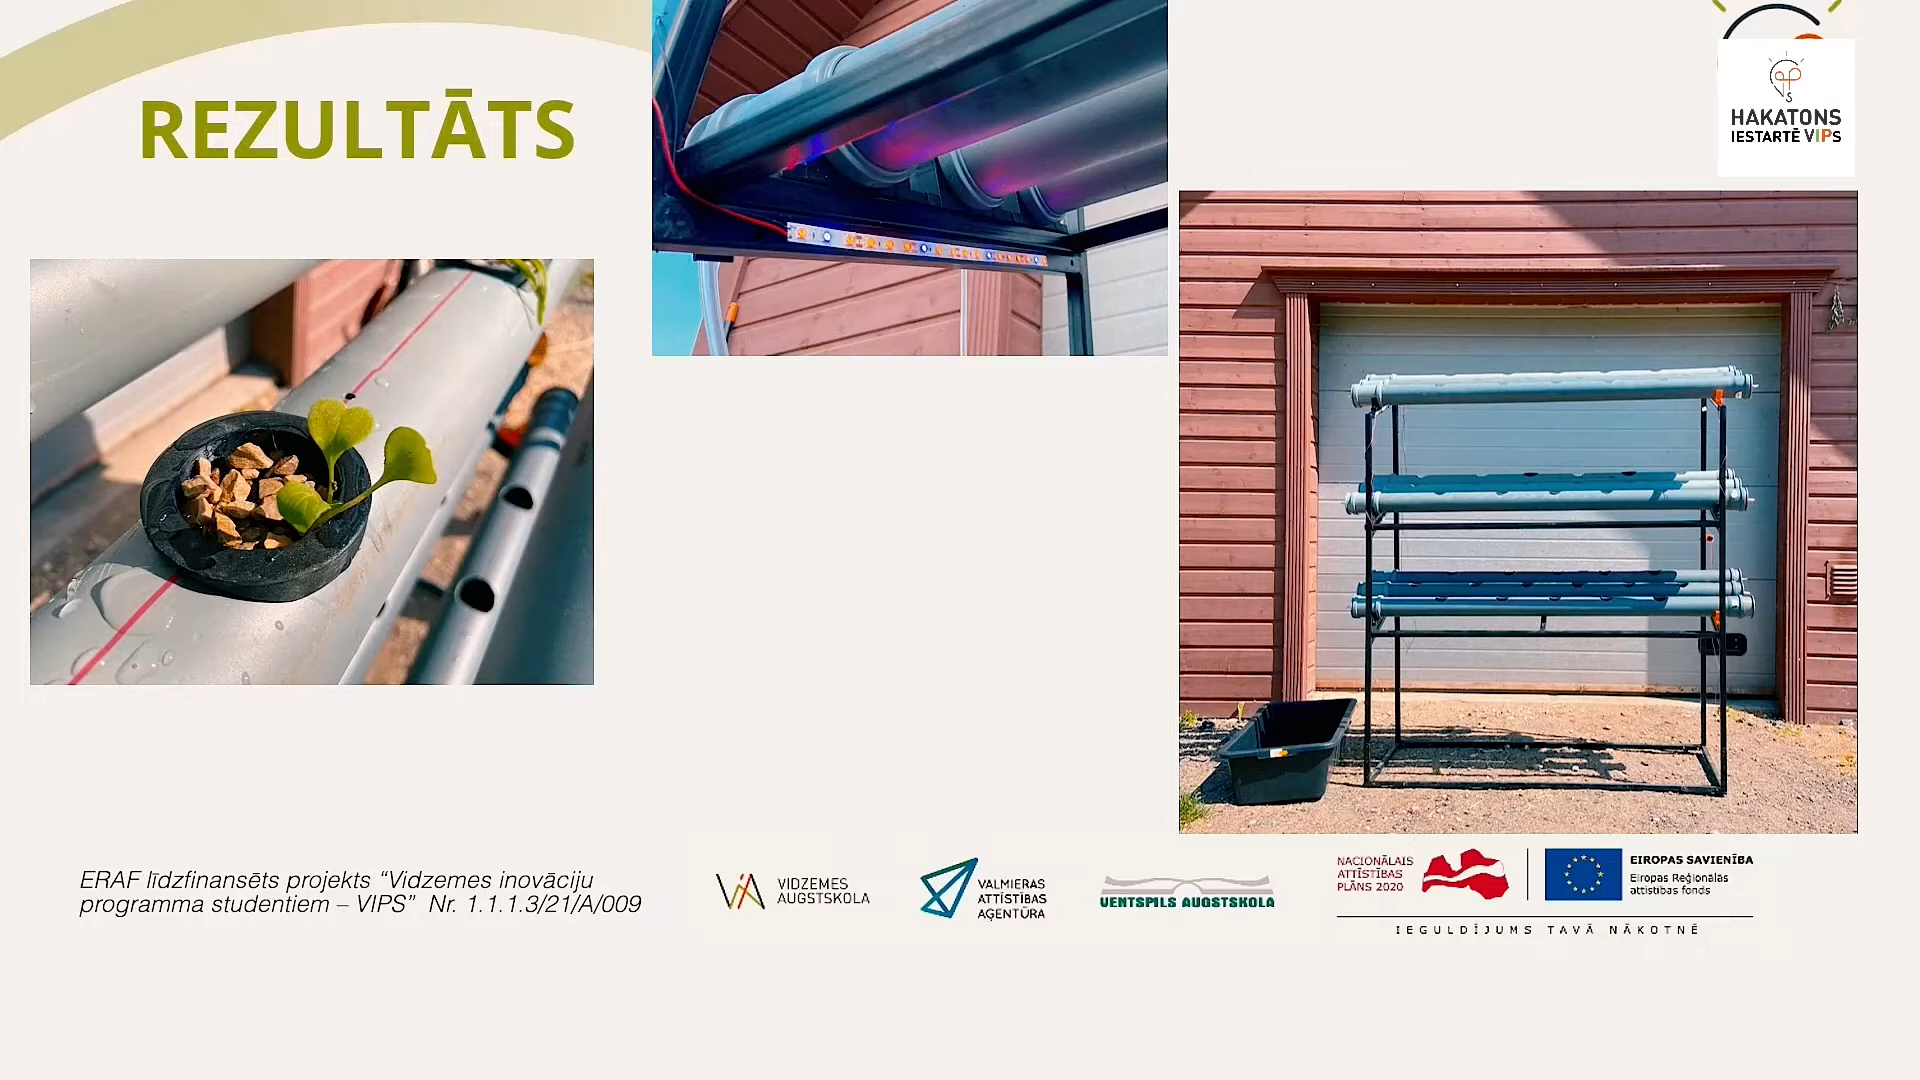 REZULTĀTS
HAKATONS
IESTARTĒ VIPs
ERAF līdzfinansēts projekts “Vidzemes inovāciju
programma studentiem – VIPS” Nr. 1.1.1.3/21/A/009
VIDZEMES
AUGSTSKOLA
VALMIERAS
ATTĪSTĪBAS
AĢENTŪRA
VENTSPILS AUGSTSKOLA
NACIONĀLAIS
ATTĪSTĪBAS
PLĀNS 2020
EIROPAS SAVIENĪBA
Eiropas Reģionālās
attīstības fonds
IEGULDĪJUMS TAVĀ NĀKOTNĒ